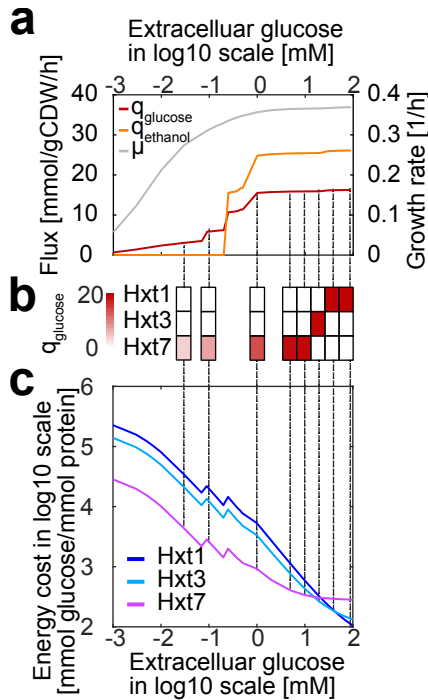 a
Extracelluar glucose
in log10 scale [mM]
-3 -2 -1 0 1 2
40 0.4
30 0.3
20 0.2
10 0.1
0 0
Flux [mmol/gCDW/h]
Growth rate [1/h]
q glucose
q ethanol
μ
b
q glucose
20
0
Hxt1
Hxt3
Hxt7
c
6
5
4
3
2
Energy cost in log10 scale
[mmol glucose/mmol protein]
Hxt1
Hxt3
Hxt7
-3 -2 -1 0 1 2
Extracelluar glucose
in log10 scale [mM]